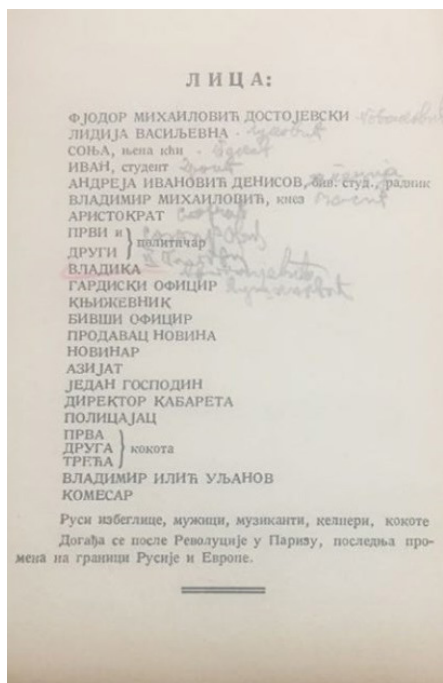 ЛИЦА:
ФЈОДОР МИХАИЛОВИЋ ДОСТОЈЕВСКИ
ЛИДИЈА ВАСИЉЕВНА
СОЊА, њена кћи
ИВАН, студент
АНДРЕЈА ИВАНОВИЋ ДЕНИСОВ, бив. студ., радник
ВЛАДИМИР МИХАИЛОВИЋ, кнез
АРИСТОКРАТ
ПРВИ и
ДРУГИ } политичар
ВЛАДИКА
ГАРДИСКИ ОФИЦИР
КЊИЖЕВНИК
БИВШИ ОФИЦИР
ПРОДАВАЦ НОВИНА
НОВИНАР
АЗИЈАТ
ЈЕДАН ГОСПОДИН
ДИРЕКТОР КАБАРЕТА
ПОЛИЦАЈАЦ
ПРВА
ДРУГА } кокота
ТРЕЋА
ВЛАДИМИР ИЛИЋ УЉАНОВ
КОМЕСАР
Руси избеглице, мужици, музиканти, келнери, кокоте
Догађа се после Револуције у Паризу, последња про-
мена на граници Русије и Европе.